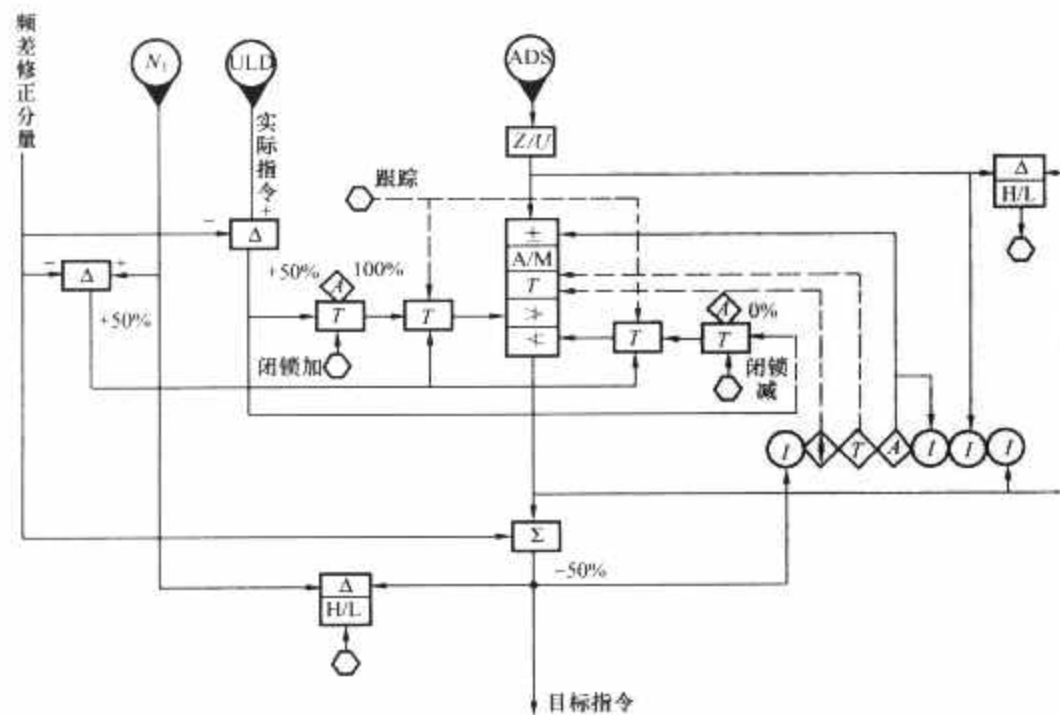 频差修正分量
N₁
ULD
ADS
实际指令
Z/U
跟踪
Δ
H/L
+
−
Δ
±
A/M
T
≯
≮
−
Δ
+
+50%
+50%
A
100%
T
T
闭锁加
T
A
0%
T
闭锁减
I
T
A
I
I
I
Σ
−50%
Δ
H/L
目标指令